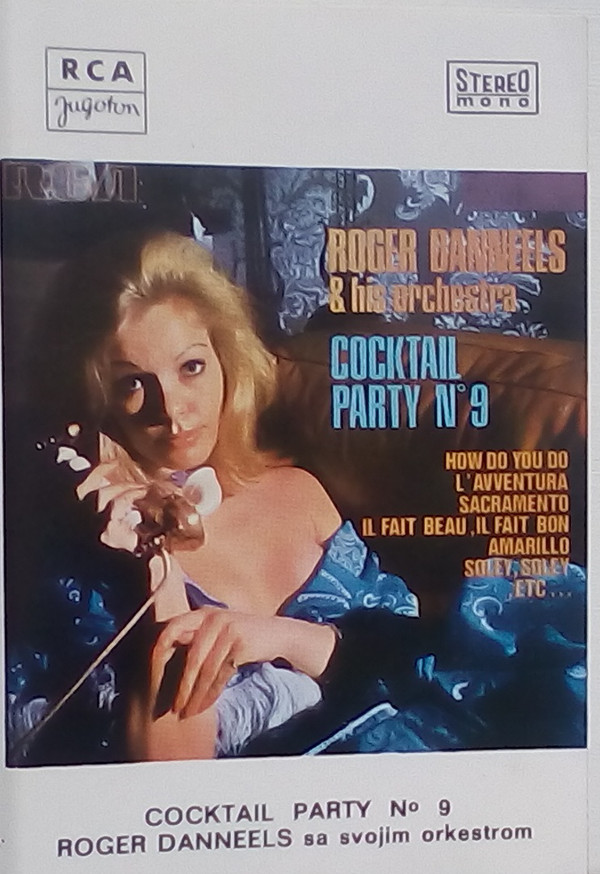 RCA
Jugoton
STEREO
mono
RCA
ROGER DANNEELS
& his orchestra
COCKTAIL
PARTY N° 9
HOW DO YOU DO
L'AVVENTURA
SACRAMENTO
IL FAIT BEAU, IL FAIT BON
AMARILLO
SOLEY, SOLEY
ETC...
COCKTAIL PARTY No 9
ROGER DANNEELS sa svojim orkestrom